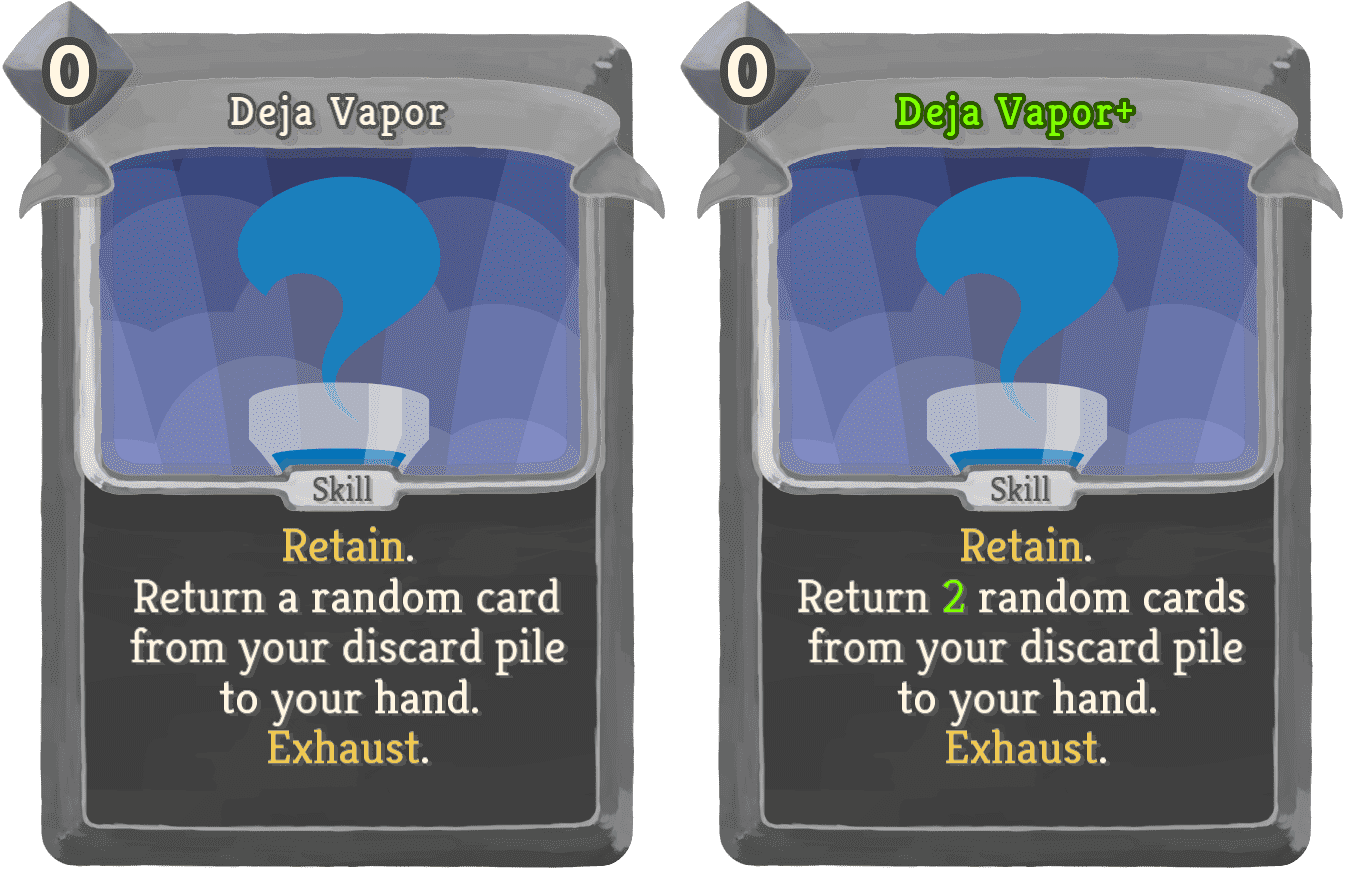 0
Deja Vapor
Skill
Retain.
Return a random card
from your discard pile
to your hand.
Exhaust.
0
Deja Vapor+
Skill
Retain.
Return 2 random cards
from your discard pile
to your hand.
Exhaust.